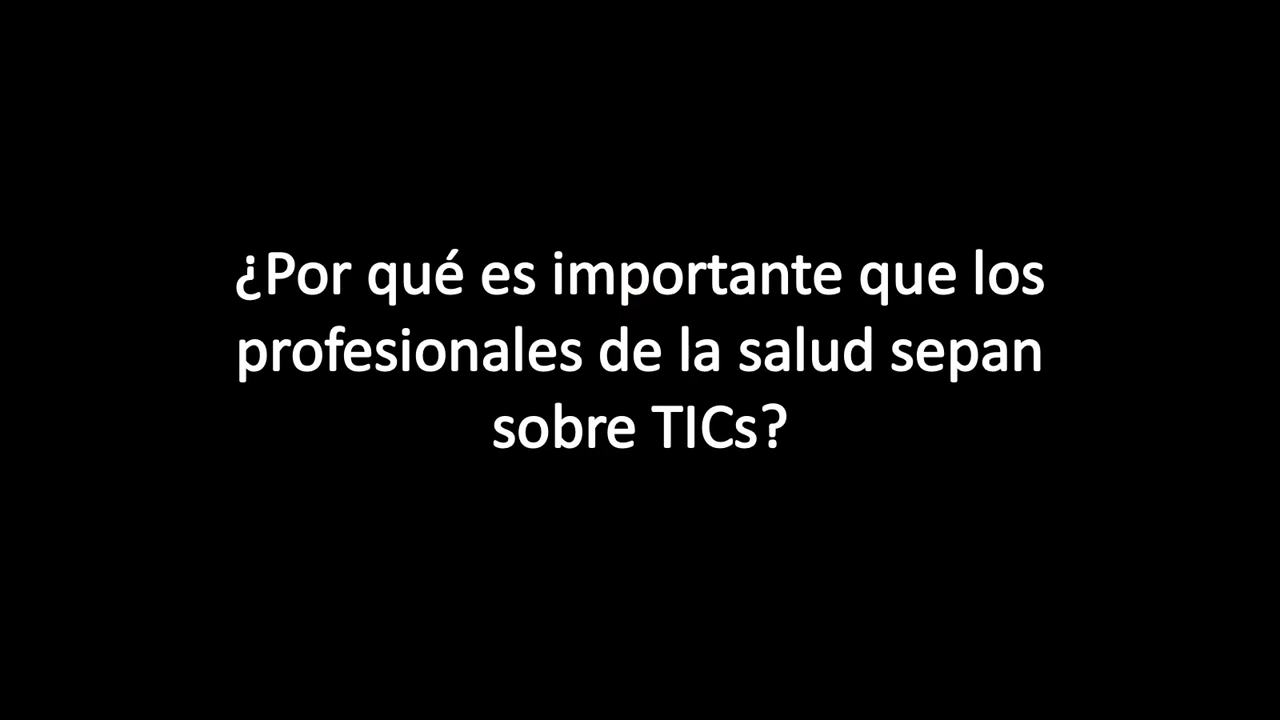 ¿Por qué es importante que los
profesionales de la salud sepan
sobre TICs?